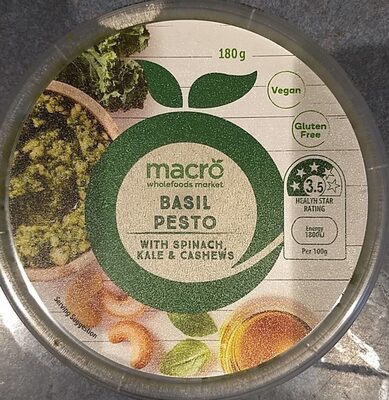 180g
Vegan
Gluten
Free
macro
wholefoods market
BASIL
PESTO
WITH SPINACH,
KALE & CASHEWS
3.5
HEALTH STAR
RATING
Energy
1800kJ
Per 100g
Serving Suggestion